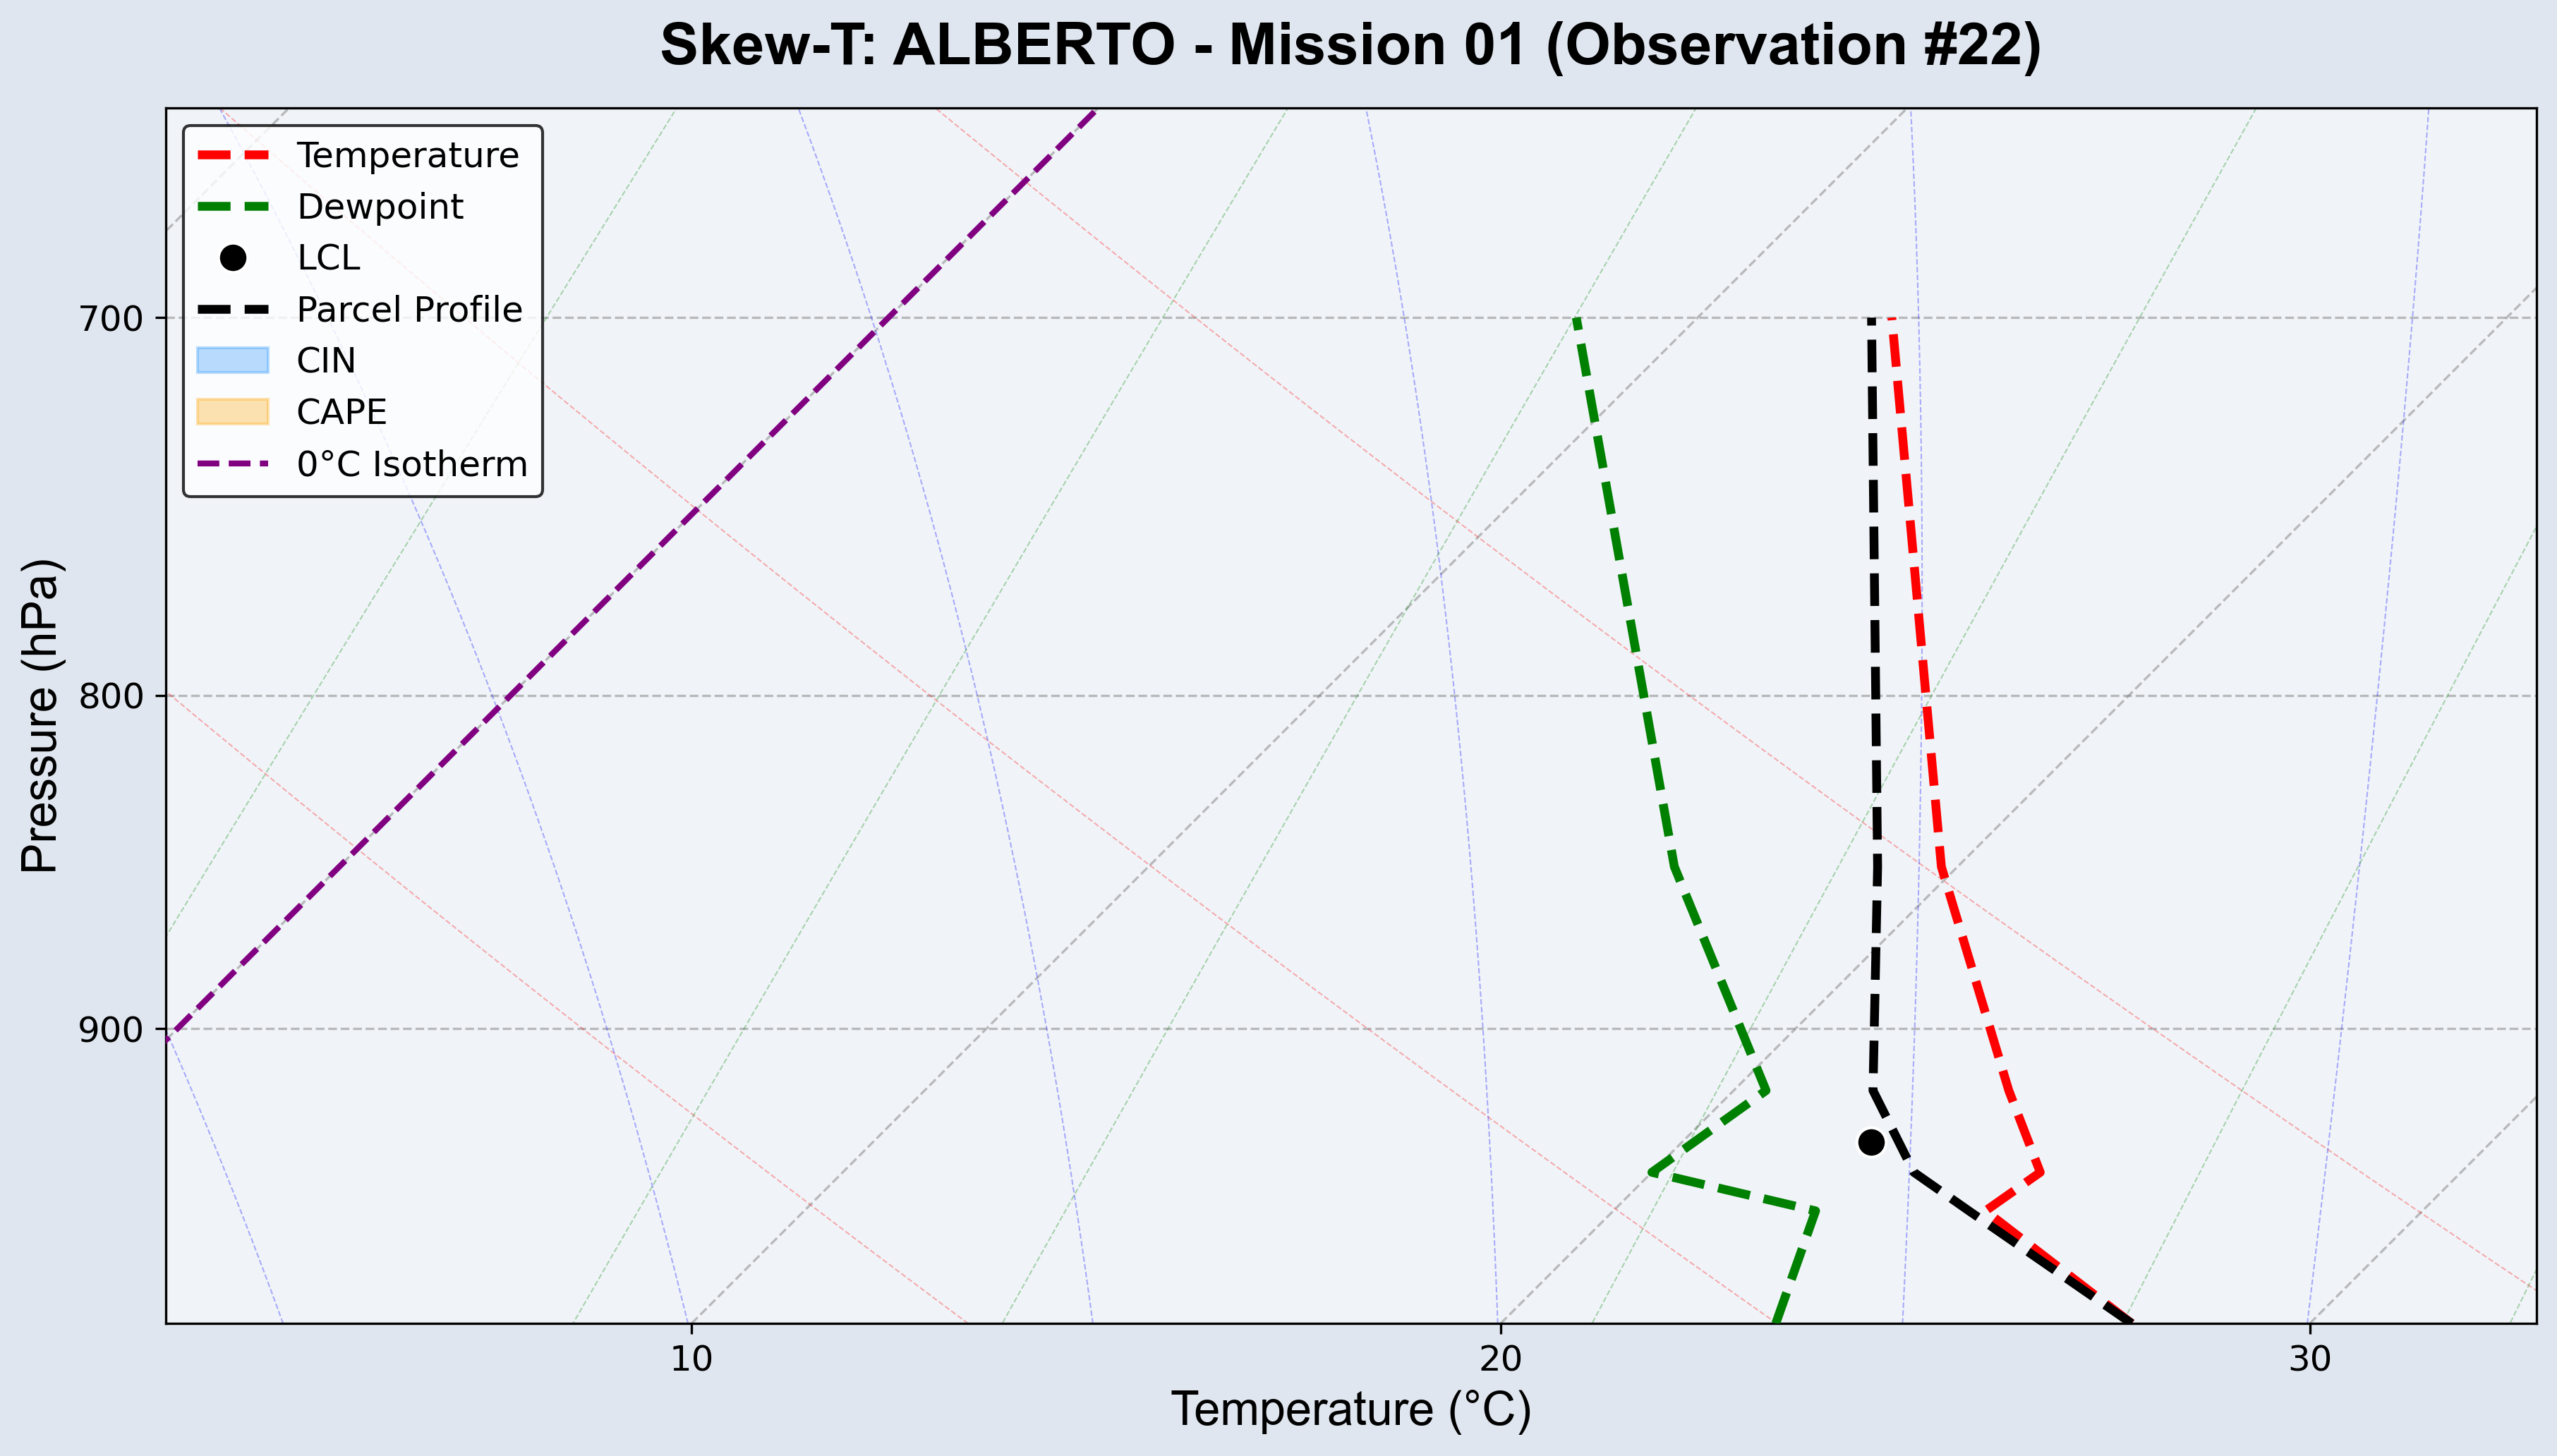 Skew-T: ALBERTO - Mission 01 (Observation #22)
Temperature
Dewpoint
LCL
Parcel Profile
CIN
CAPE
0°C Isotherm
700
800
900
Pressure (hPa)
10
20
30
Temperature (°C)